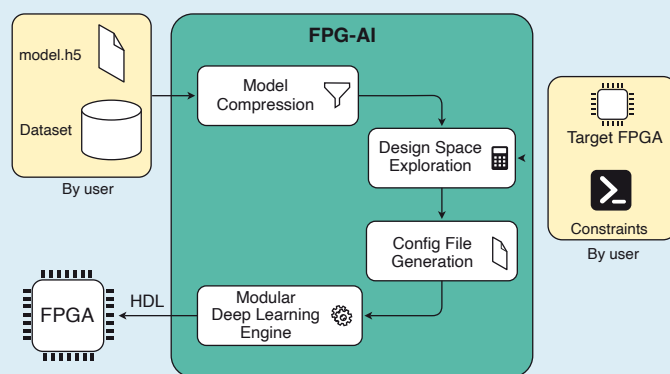 FPG-AI
model.h5
Dataset
By user
Model
Compression
Design Space
Exploration
Target FPGA
Constraints
By user
Config File
Generation
Modular
Deep Learning
Engine
HDL
FPGA